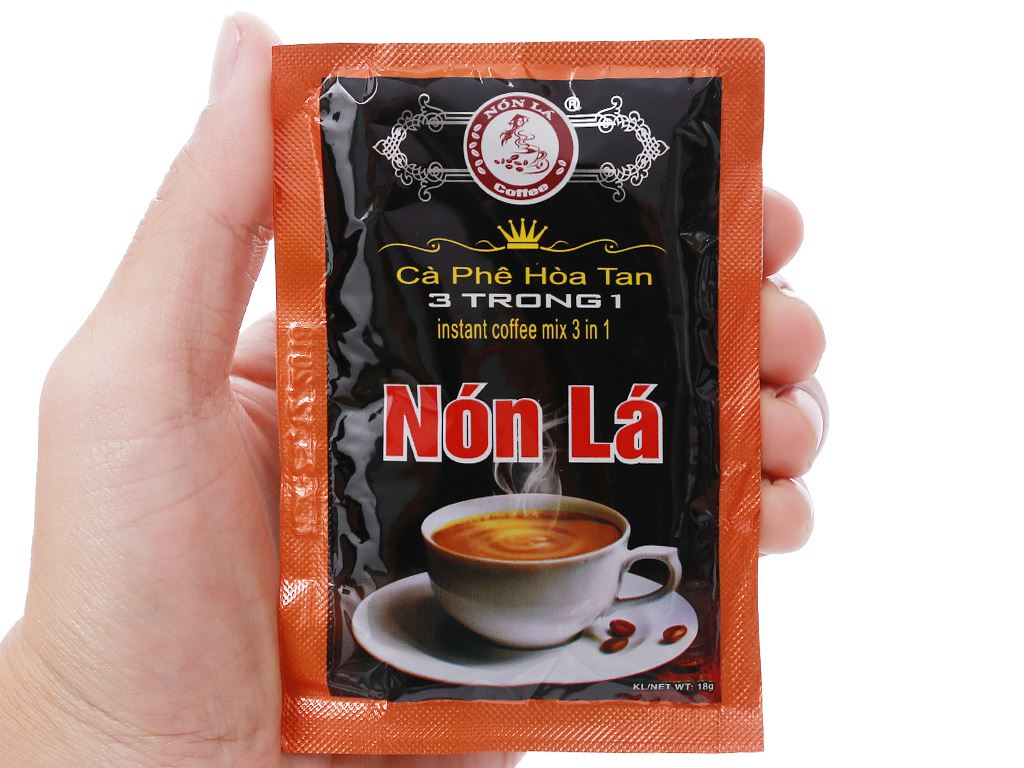 NÓN LÁ
®
Coffee
Cà Phê Hòa Tan
3 TRONG 1
instant coffee mix 3 in 1
Nón Lá
KL/NET WT: 18g